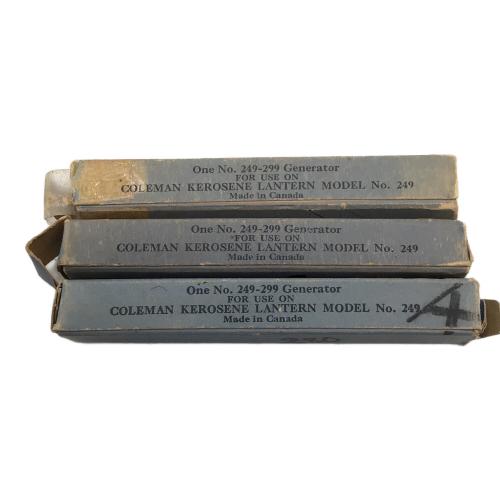 One No. 249-299 Generator
FOR USE ON
COLEMAN KEROSENE LANTERN MODEL No. 249
Made in Canada
One No. 249-299 Generator
FOR USE ON
COLEMAN KEROSENE LANTERN MODEL No. 249
Made in Canada
One No. 249-299 Generator
FOR USE ON
COLEMAN KEROSENE LANTERN MODEL No. 249
Made in Canada
4